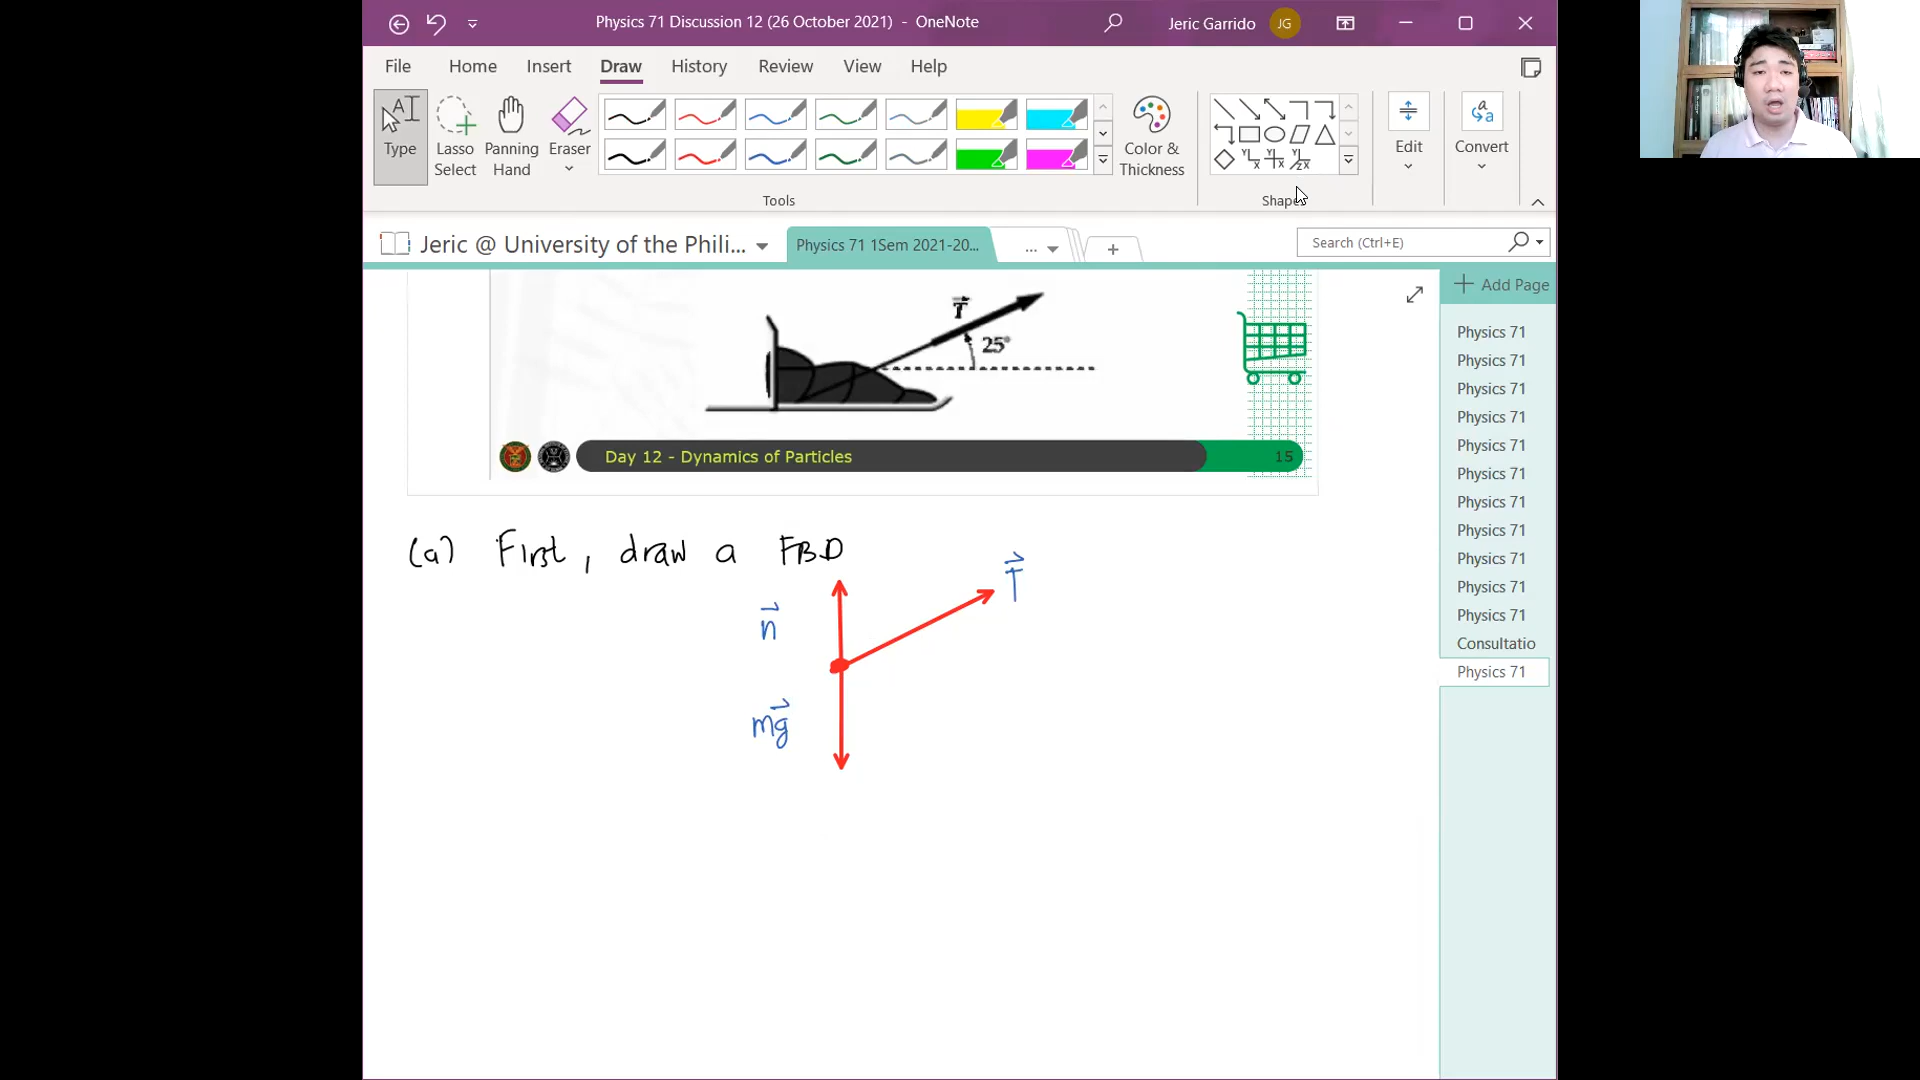 Physics 71 Discussion 12 (26 October 2021) - OneNote
Jeric Garrido
JG
File
Home
Insert
Draw
History
Review
View
Help
Type
Lasso Select
Panning Hand
Eraser
Color & Thickness
Edit
Convert
Tools
Shapes
Jeric @ University of the Phili...
Physics 71 1Sem 2021-20...
...
Search (Ctrl+E)
Add Page
T⃗
25°
Day 12 - Dynamics of Particles
15
(a) First, draw a FBD
T⃗
n⃗
mg⃗
Physics 71
Physics 71
Physics 71
Physics 71
Physics 71
Physics 71
Physics 71
Physics 71
Physics 71
Physics 71
Physics 71
Consultatio
Physics 71